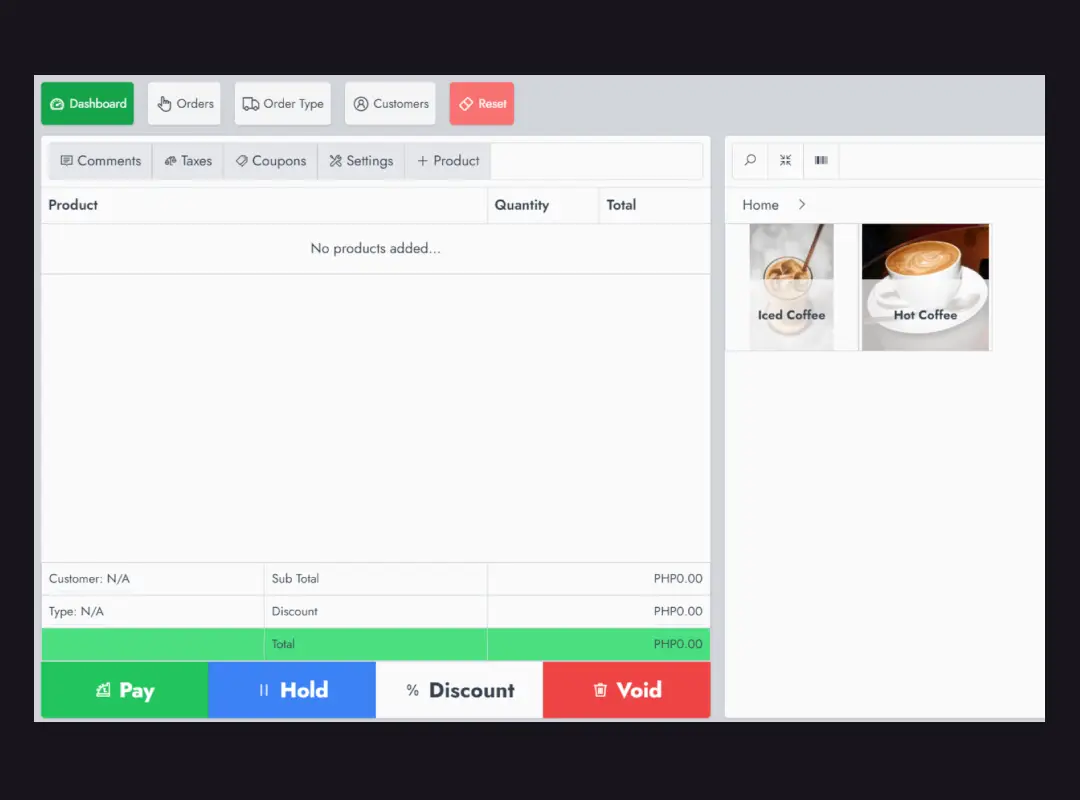 Dashboard Orders Order Type Customers Reset
Comments Taxes Coupons Settings + Product
Product Quantity Total
No products added...
Customer: N/A Sub Total PHP0.00
Type: N/A Discount PHP0.00
Total PHP0.00
Pay Hold % Discount Void
Home >
Iced Coffee Hot Coffee